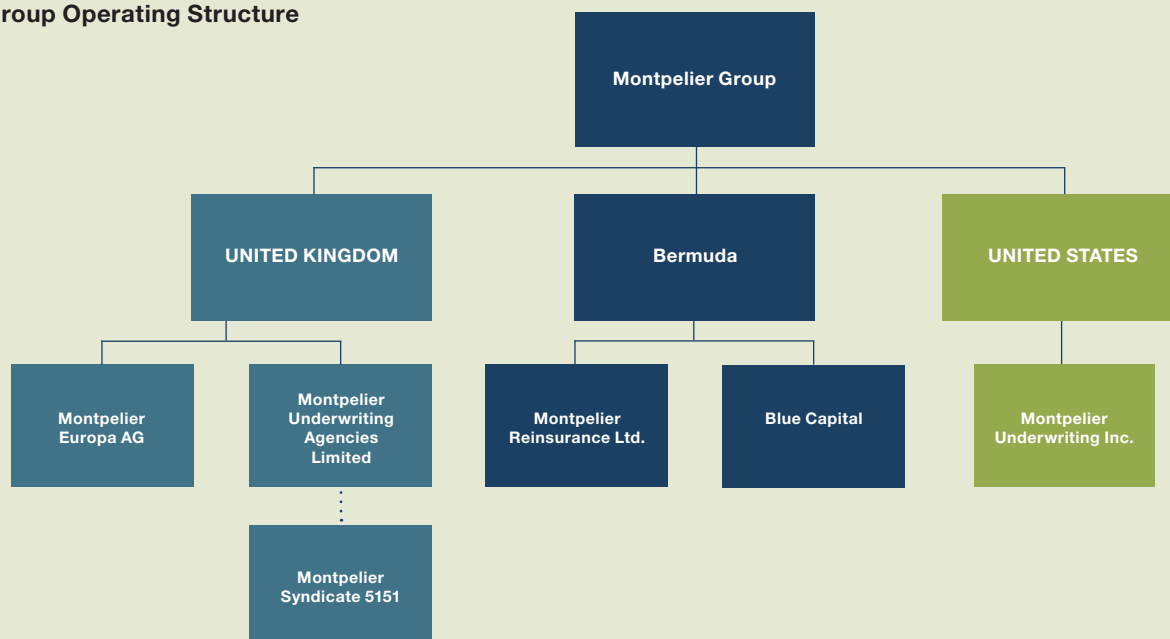 roup Operating Structure
Montpelier Group
UNITED KINGDOM
Bermuda
UNITED STATES
Montpelier
Europa AG
Montpelier
Underwriting
Agencies
Limited
Montpelier
Reinsurance Ltd.
Blue Capital
Montpelier
Underwriting Inc.
Montpelier
Syndicate 5151